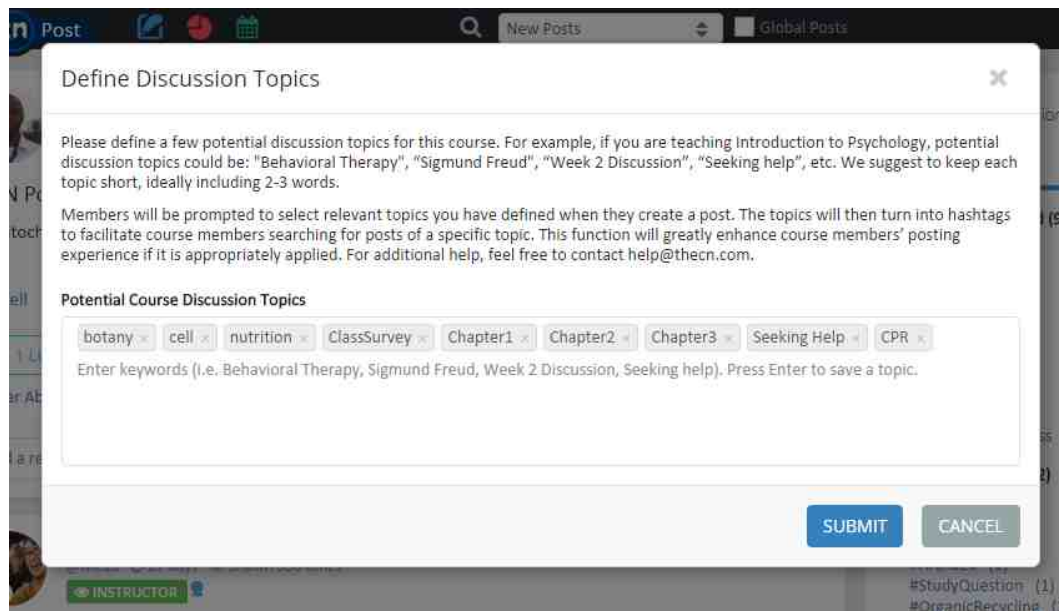 cn Post
New Posts
Global Posts
Define Discussion Topics
Please define a few potential discussion topics for this course. For example, if you are teaching Introduction to Psychology, potential
discussion topics could be: "Behavioral Therapy", "Sigmund Freud", "Week 2 Discussion", "Seeking help", etc. We suggest to keep each
topic short, ideally including 2-3 words.
Members will be prompted to select relevant topics you have defined when they create a post. The topics will then turn into hashtags
to facilitate course members searching for posts of a specific topic. This function will greatly enhance course members' posting
experience if it is appropriately applied. For additional help, feel free to contact help@thecn.com.
Potential Course Discussion Topics
botany × cell × nutrition × ClassSurvey × Chapter1 × Chapter2 × Chapter3 × Seeking Help × CPR ×
Enter keywords (i.e. Behavioral Therapy, Sigmund Freud, Week 2 Discussion, Seeking help). Press Enter to save a topic.
SUBMIT CANCEL
INSTRUCTOR
#StudyQuestion (1)
#OrganicRecycling